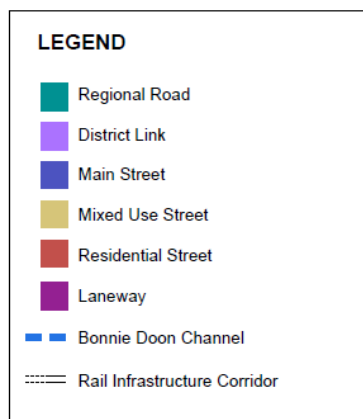 LEGEND
Regional Road
District Link
Main Street
Mixed Use Street
Residential Street
Laneway
Bonnie Doon Channel
Rail Infrastructure Corridor